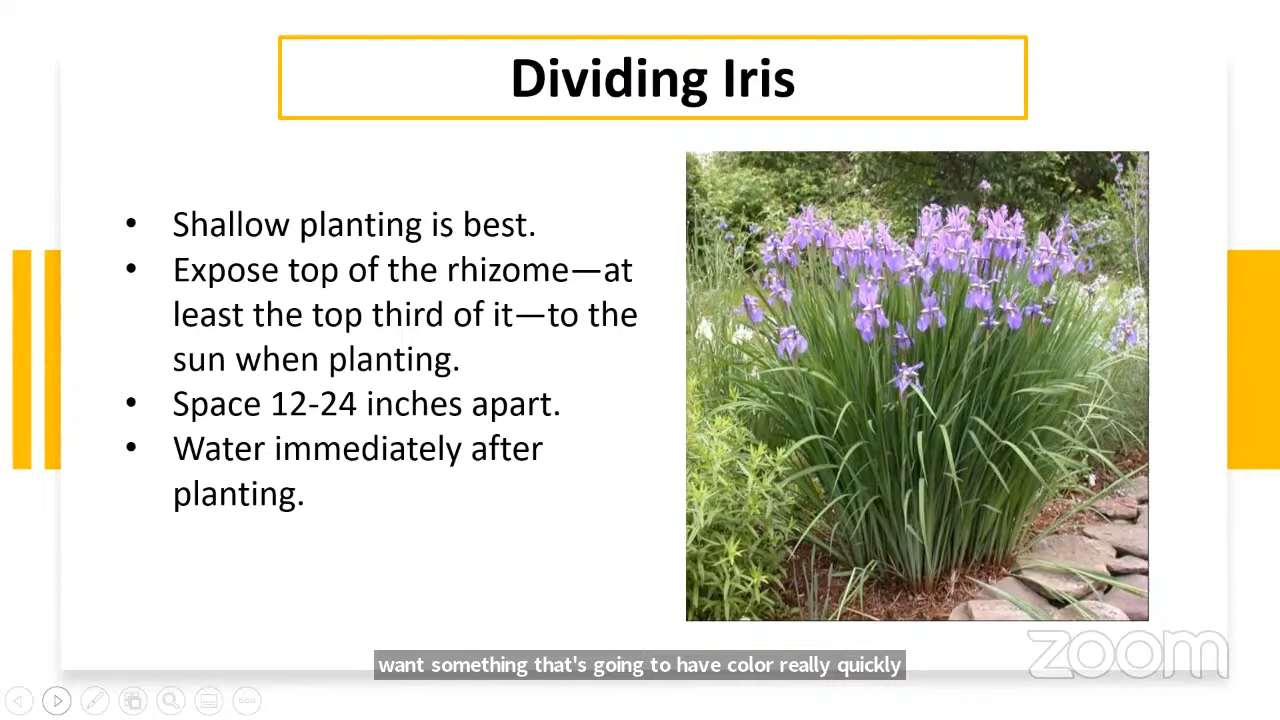 Dividing Iris
• Shallow planting is best.
• Expose top of the rhizome—at
least the top third of it—to the
sun when planting.
• Space 12-24 inches apart.
• Water immediately after
planting.
zoom
want something that's going to have color really quickly